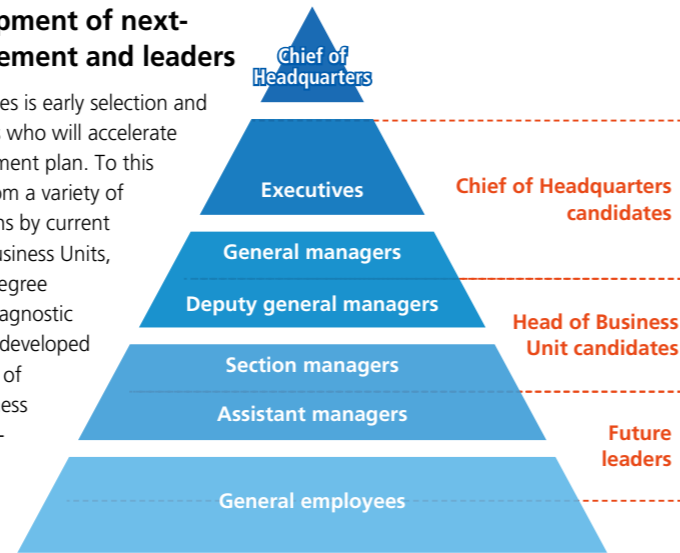 pment of next-
ement and leaders
es is early selection and
s who will accelerate
ment plan. To this
om a variety of
ns by current
usiness Units,
egree
agnostic
developed
of
ess
-
Chief of
Headquarters
Executives
General managers
Deputy general managers
Section managers
Assistant managers
General employees
Chief of Headquarters
candidates
Head of Business
Unit candidates
Future
leaders